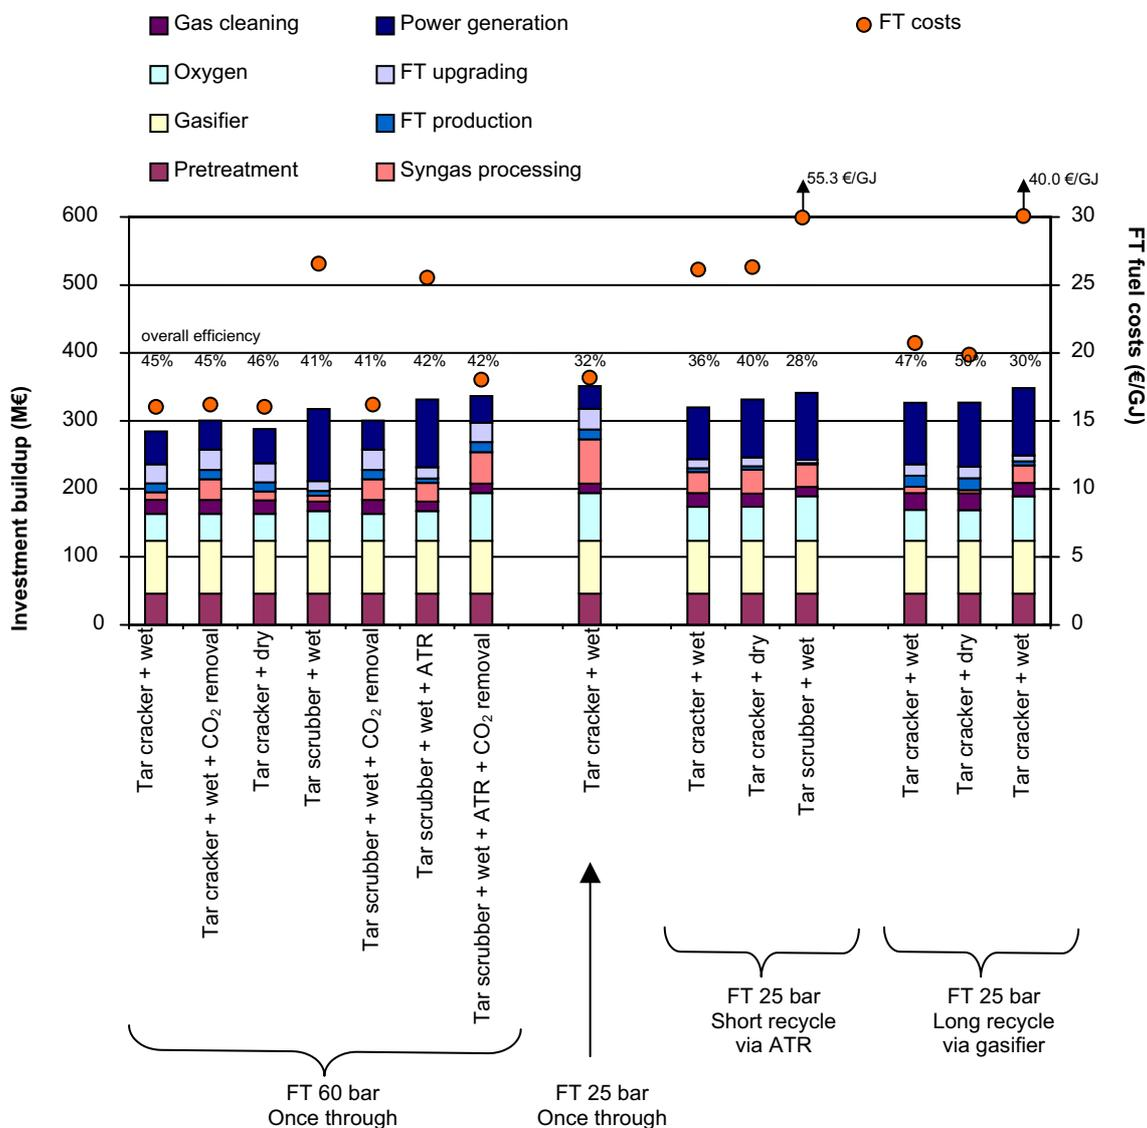 Gas cleaning
Power generation
FT costs
Oxygen
FT upgrading
Gasifier
FT production
Pretreatment
Syngas processing
55.3 €/GJ
40.0 €/GJ
600
30
500
25
overall efficiency
400
20
45%
45%
46%
41%
41%
42%
42%
32%
36%
40%
28%
47%
50%
30%
300
15
200
10
100
5
0
0
Investment buildup (M€)
FT fuel costs (€/GJ)
Tar cracker + wet
Tar cracker + wet + CO₂ removal
Tar cracker + dry
Tar scrubber + wet
Tar scrubber + wet + CO₂ removal
Tar scrubber + wet + ATR
Tar scrubber + wet + ATR + CO₂ removal
Tar cracker + wet
Tar cracter + wet
Tar cracker + dry
Tar scrubber + wet
Tar cracker + wet
Tar cracker + dry
Tar cracker + wet
FT 60 bar
Once through
FT 25 bar
Once through
FT 25 bar
Short recycle
via ATR
FT 25 bar
Long recycle
via gasifier